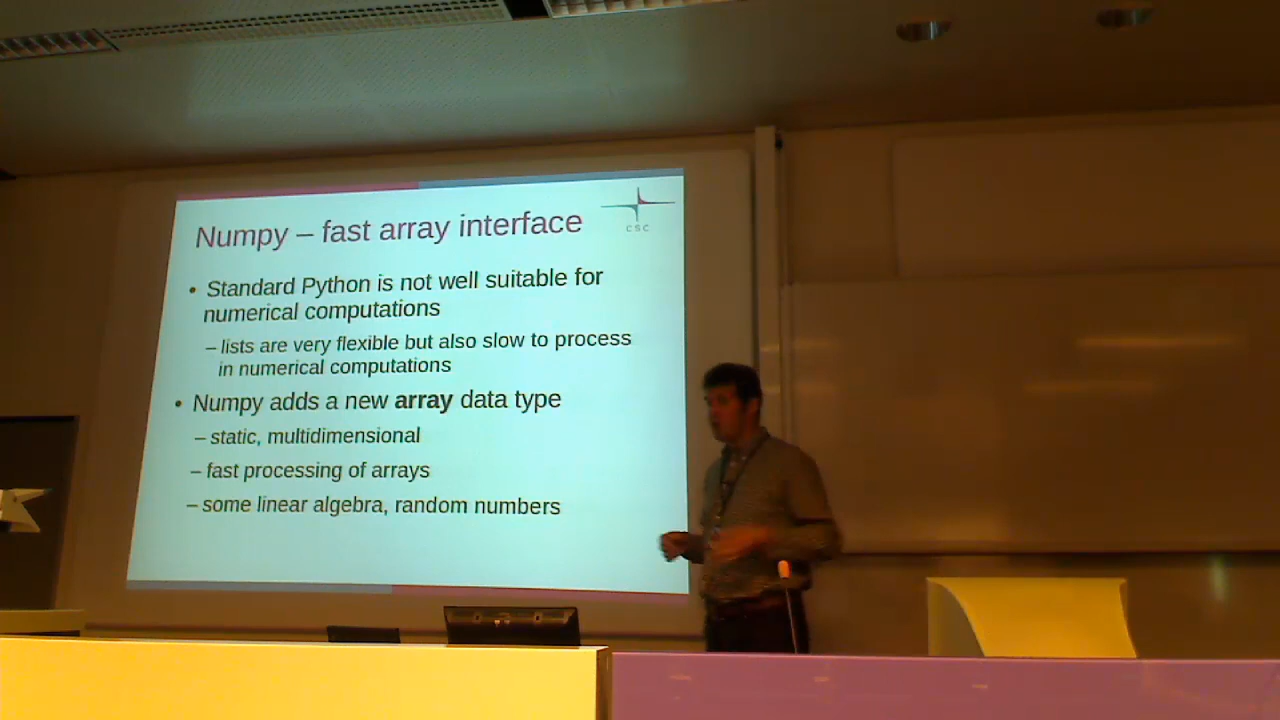 Numpy – fast array interface
CSC
• Standard Python is not well suitable for
numerical computations
– lists are very flexible but also slow to process
in numerical computations
• Numpy adds a new array data type
– static, multidimensional
– fast processing of arrays
– some linear algebra, random numbers